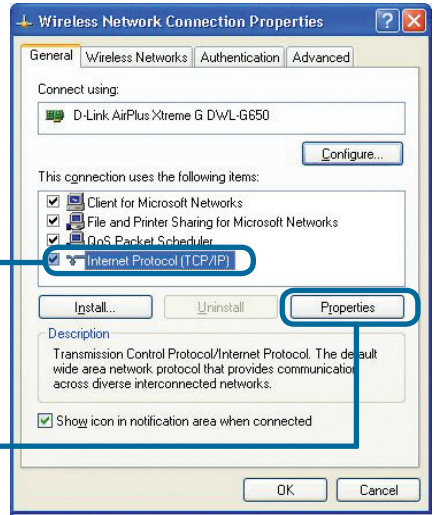 Wireless Network Connection Properties
General Wireless Networks Authentication Advanced
Connect using:
D-Link AirPlus Xtreme G DWL-G650
Configure...
This connection uses the following items:
Client for Microsoft Networks
File and Printer Sharing for Microsoft Networks
QoS Packet Scheduler
Internet Protocol (TCP/IP)
Install... Uninstall Properties
Description
Transmission Control Protocol/Internet Protocol. The default
wide area network protocol that provides communication
across diverse interconnected networks.
Show icon in notification area when connected
OK Cancel